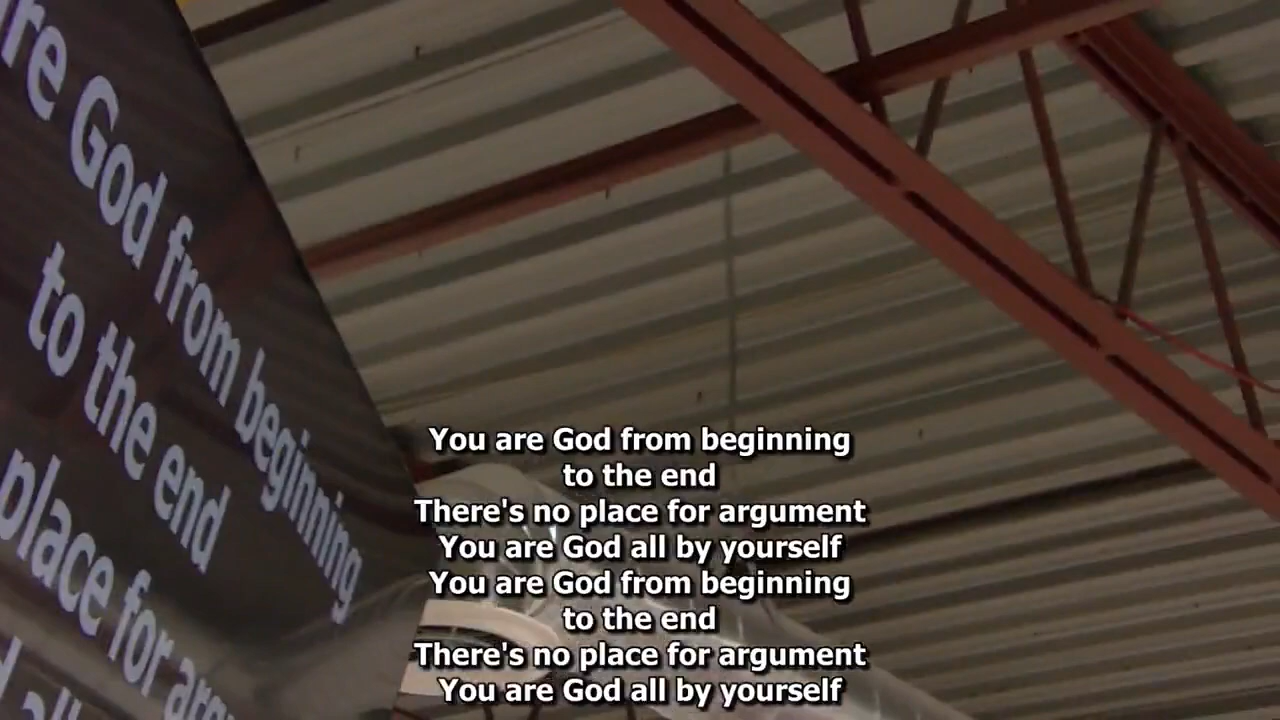 re God from beginning
to the end
place for
You are God from beginning
to the end
There's no place for argument
You are God all by yourself
You are God from beginning
to the end
There's no place for argument
You are God all by yourself